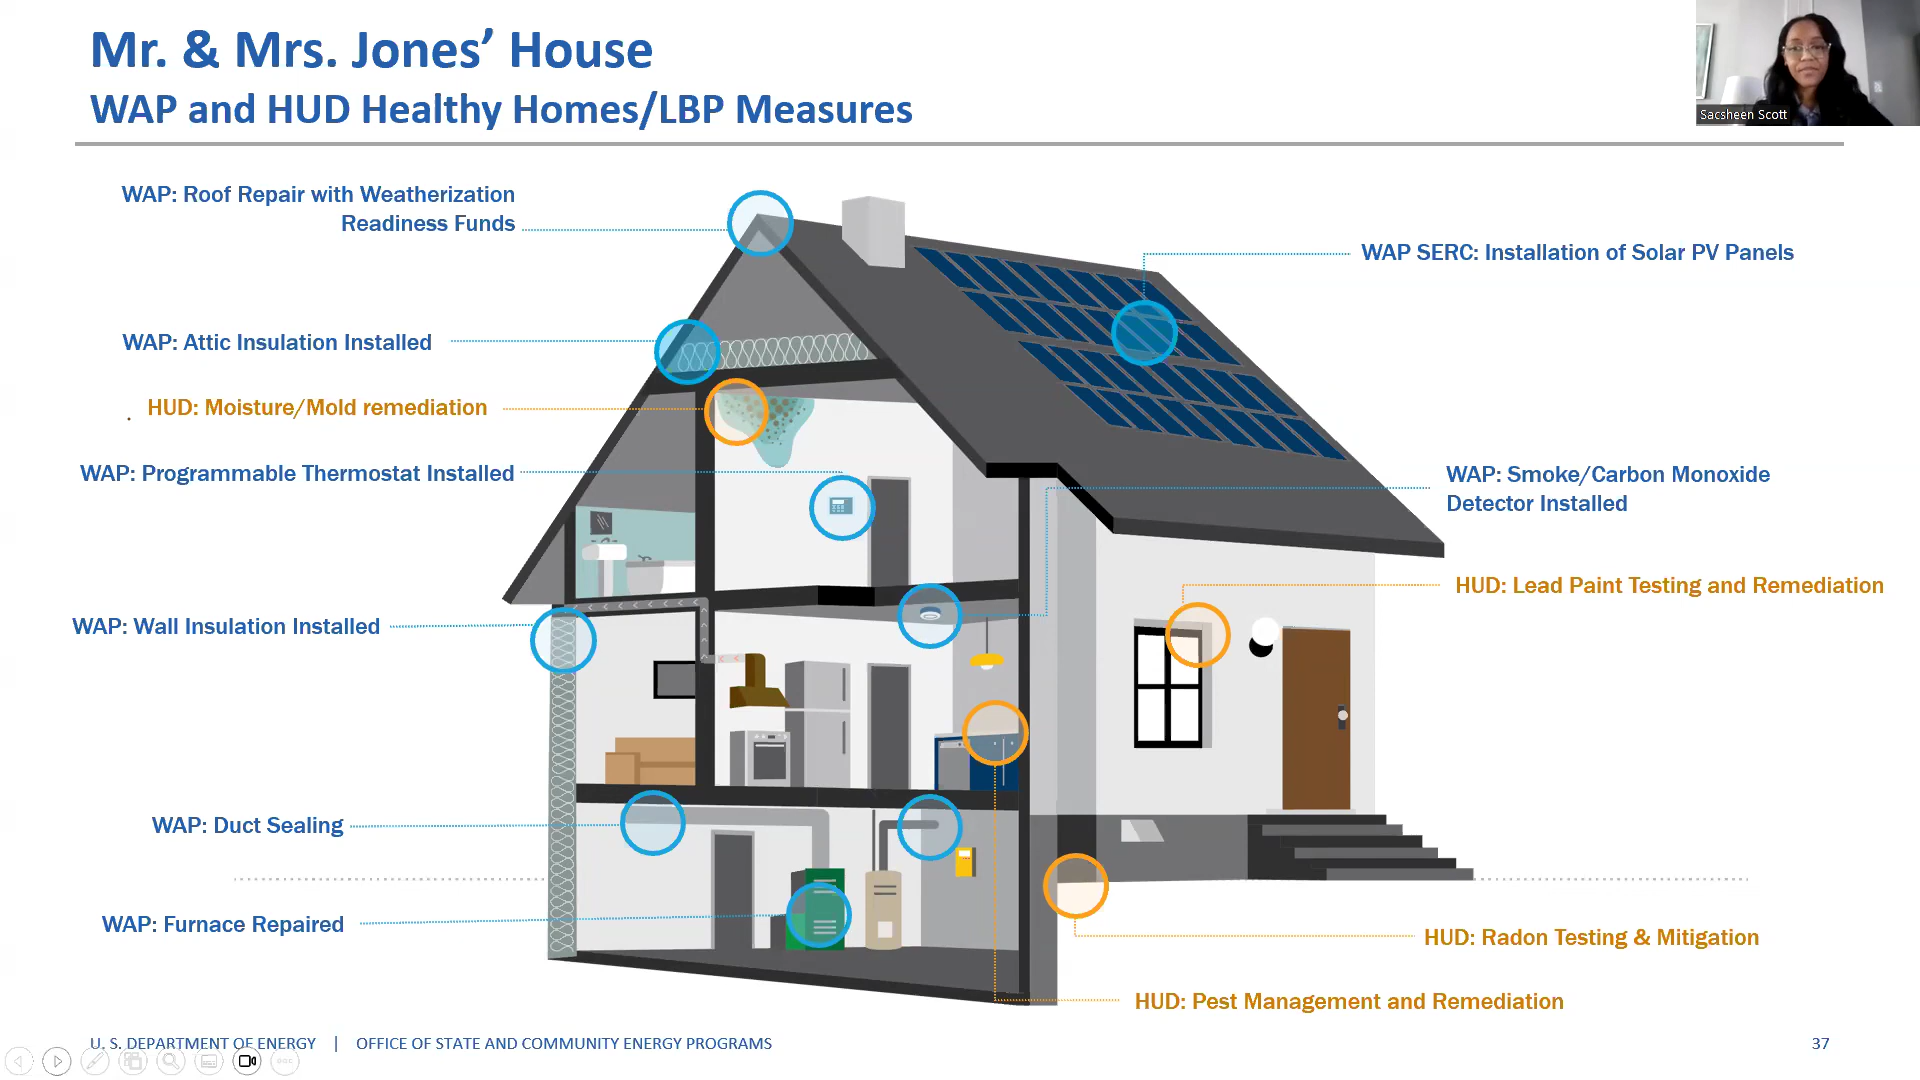 Mr. & Mrs. Jones’ House
WAP and HUD Healthy Homes/LBP Measures
Sacsheen Scott
WAP: Roof Repair with Weatherization
Readiness Funds
WAP SERC: Installation of Solar PV Panels
WAP: Attic Insulation Installed
HUD: Moisture/Mold remediation
WAP: Programmable Thermostat Installed
WAP: Smoke/Carbon Monoxide
Detector Installed
HUD: Lead Paint Testing and Remediation
WAP: Wall Insulation Installed
WAP: Duct Sealing
WAP: Furnace Repaired
HUD: Radon Testing & Mitigation
HUD: Pest Management and Remediation
U. S. DEPARTMENT OF ENERGY | OFFICE OF STATE AND COMMUNITY ENERGY PROGRAMS
37